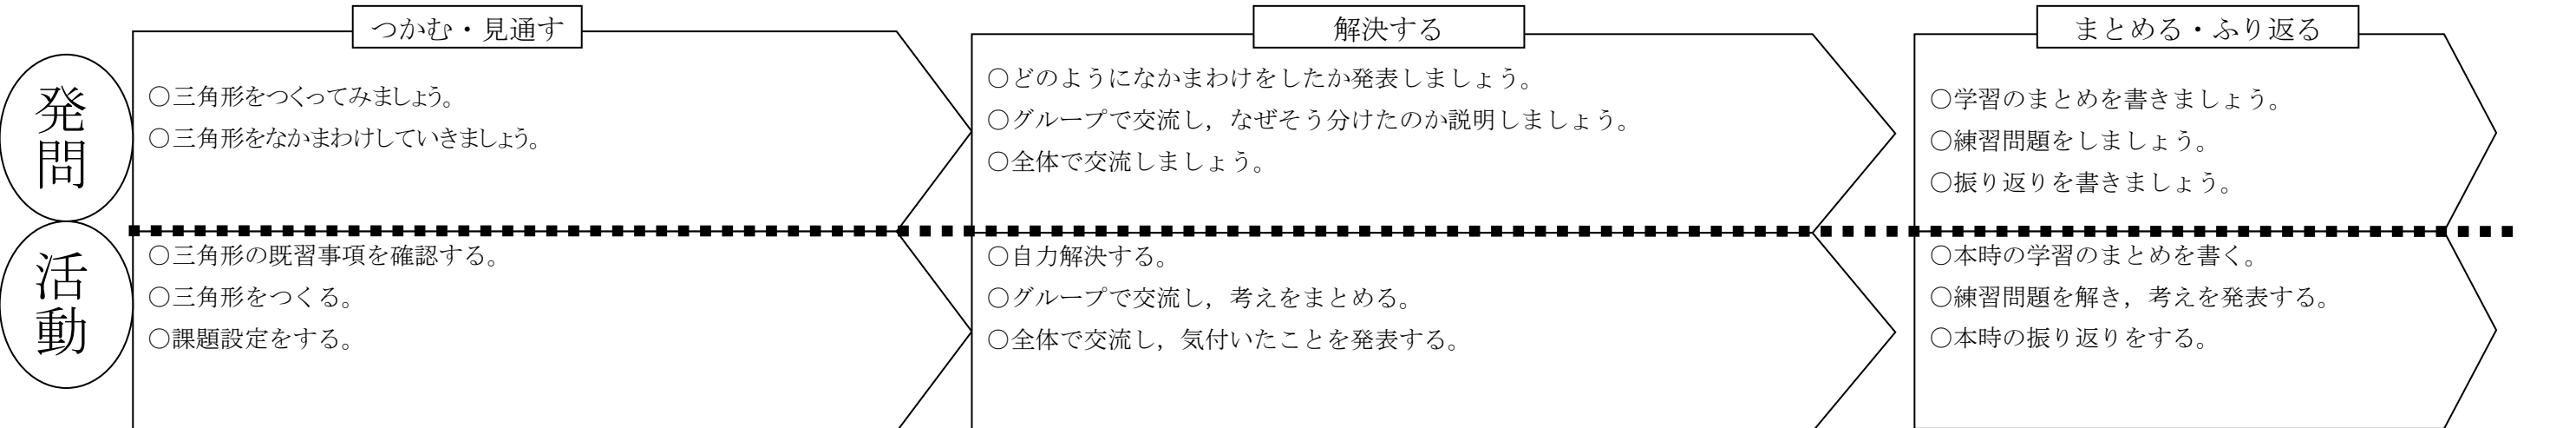 つかむ・見通す
解決する
まとめる・ふり返る
発問
○三角形をつくってみましょう。
○三角形をなかまわけしていきましょう。
○どのようになかまわけをしたか発表しましょう。
○グループで交流し，なぜそう分けたのか説明しましょう。
○全体で交流しましょう。
○学習のまとめを書きましょう。
○練習問題をしましょう。
○振り返りを書きましょう。
活動
○三角形の既習事項を確認する。
○三角形をつくる。
○課題設定をする。
○自力解決する。
○グループで交流し，考えをまとめる。
○全体で交流し，気付いたことを発表する。
○本時の学習のまとめを書く。
○練習問題を解き，考えを発表する。
○本時の振り返りをする。